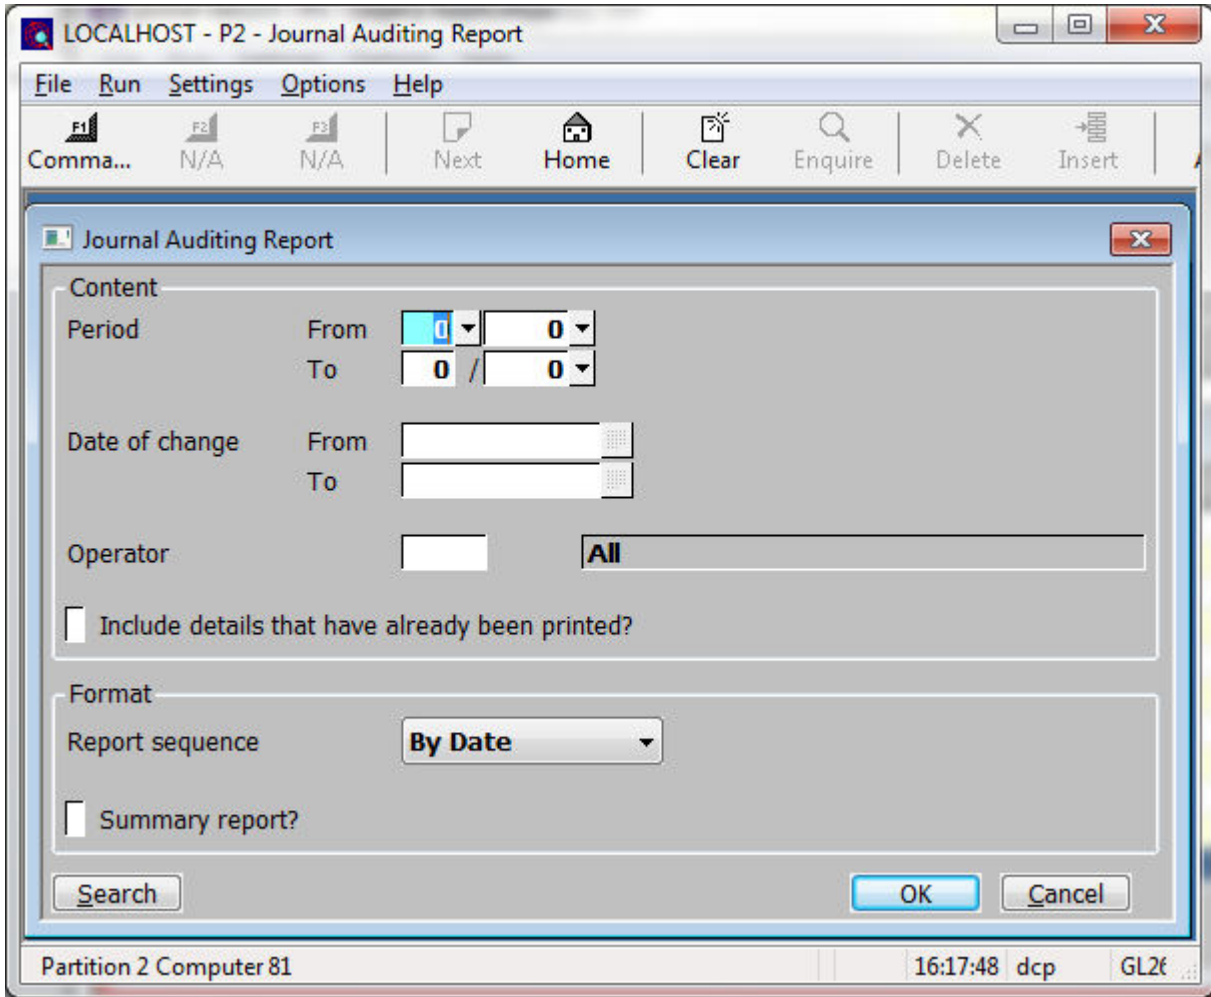 LOCALHOST - P2 - Journal Auditing Report
File Run Settings Options Help
F1 F2 F3
Comma... N/A N/A Next Home Clear Enquire Delete Insert
Journal Auditing Report
Content
Period From 0 0
To 0 / 0
Date of change From
To
Operator All
Include details that have already been printed?
Format
Report sequence By Date
Summary report?
Search OK Cancel
Partition 2 Computer 81 16:17:48 dcp GL26